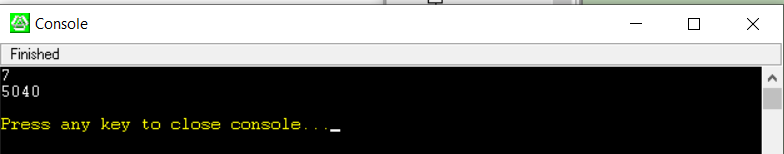 Console
Finished
7
5040
Press any key to close console...